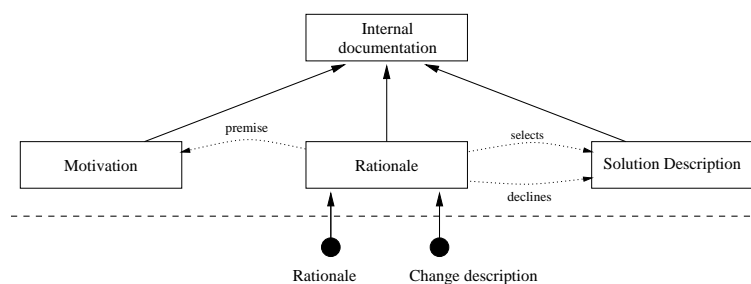 Internal
documentation
premise
selects
Motivation
Rationale
Solution Description
declines
Rationale
Change description